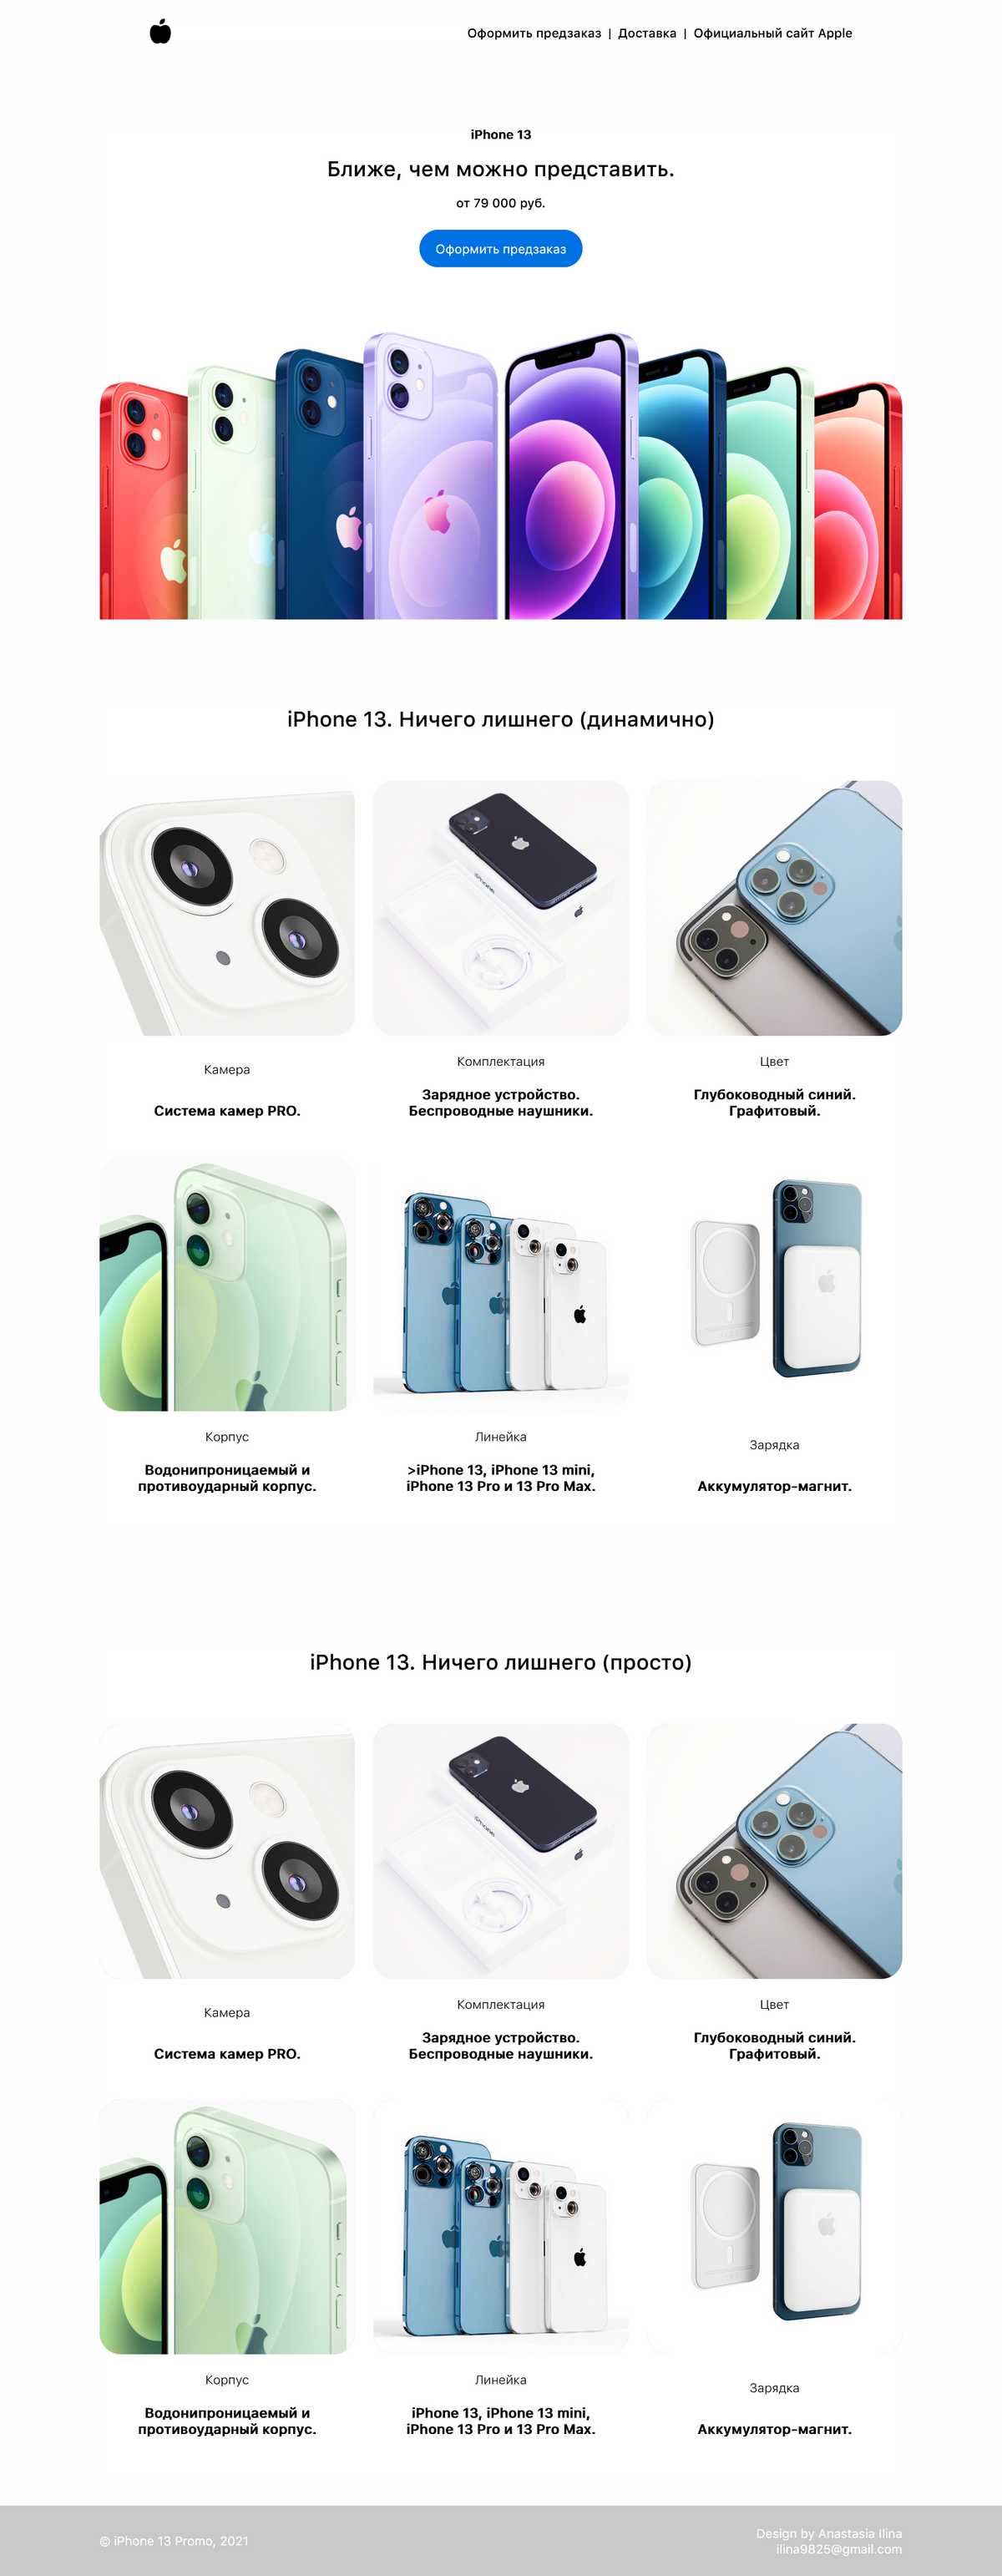 Оформить предзаказ | Доставка | Официальный сайт Apple
iPhone 13
Ближе, чем можно представить.
от 79 000 руб.
Оформить предзаказ
iPhone 13. Ничего лишнего (динамично)
Камера
Система камер PRO.
Комплектация
Зарядное устройство.
Беспроводные наушники.
Цвет
Глубоководный синий.
Графитовый.
Корпус
Водонипроницаемый и
противоударный корпус.
Линейка
>iPhone 13, iPhone 13 mini,
iPhone 13 Pro и 13 Pro Max.
Зарядка
Аккумулятор-магнит.
iPhone 13. Ничего лишнего (просто)
Камера
Система камер PRO.
Комплектация
Зарядное устройство.
Беспроводные наушники.
Цвет
Глубоководный синий.
Графитовый.
Корпус
Водонипроницаемый и
противоударный корпус.
Линейка
iPhone 13, iPhone 13 mini,
iPhone 13 Pro и 13 Pro Max.
Зарядка
Аккумулятор-магнит.
© iPhone 13 Promo, 2021
Design by Anastasia Ilina
ilina9825@gmail.com